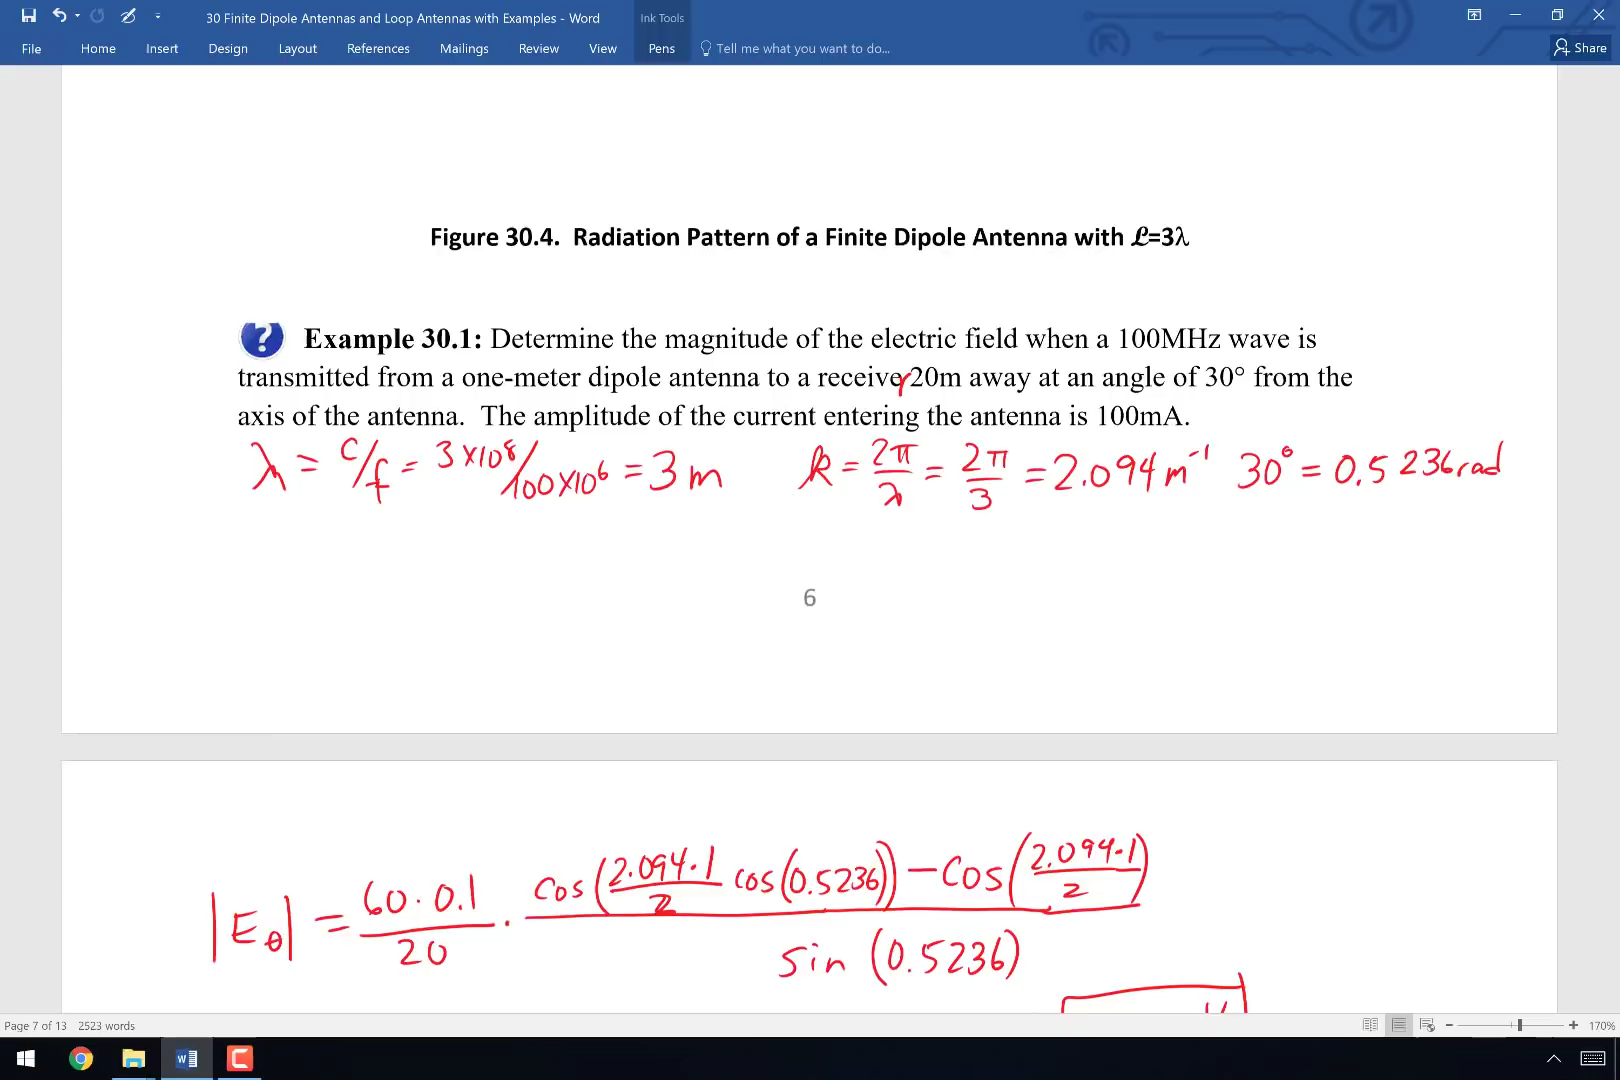 30 Finite Dipole Antennas and Loop Antennas with Examples - Word
Ink Tools
File Home Insert Design Layout References Mailings Review View Pens Tell me what you want to do... Share
Figure 30.4. Radiation Pattern of a Finite Dipole Antenna with ℒ=3λ
? Example 30.1: Determine the magnitude of the electric field when a 100MHz wave is
transmitted from a one-meter dipole antenna to a receiver 20m away at an angle of 30° from the
axis of the antenna. The amplitude of the current entering the antenna is 100mA.
λ = c/f = 3×10⁸/100×10⁶ = 3 m k = 2π/λ = 2π/3 = 2.094 m⁻¹ 30° = 0.5236 rad
6
|Eθ| = 60·0.1/20 · (cos(2.094·1/2 cos(0.5236)) − cos(2.094·1/2))/sin(0.5236)
Page 7 of 13 2523 words 170%